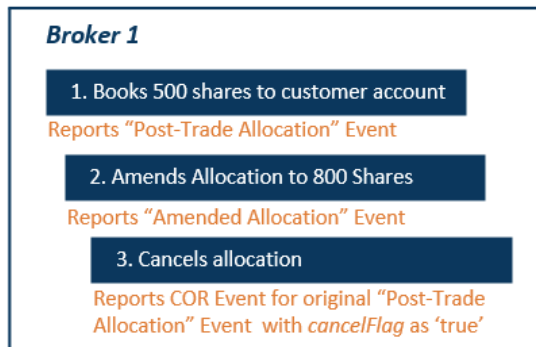 Broker 1
1. Books 500 shares to customer account
Reports “Post-Trade Allocation” Event
2. Amends Allocation to 800 Shares
Reports “Amended Allocation” Event
3. Cancels allocation
Reports COR Event for original “Post-Trade
Allocation” Event with cancelFlag as ‘true’